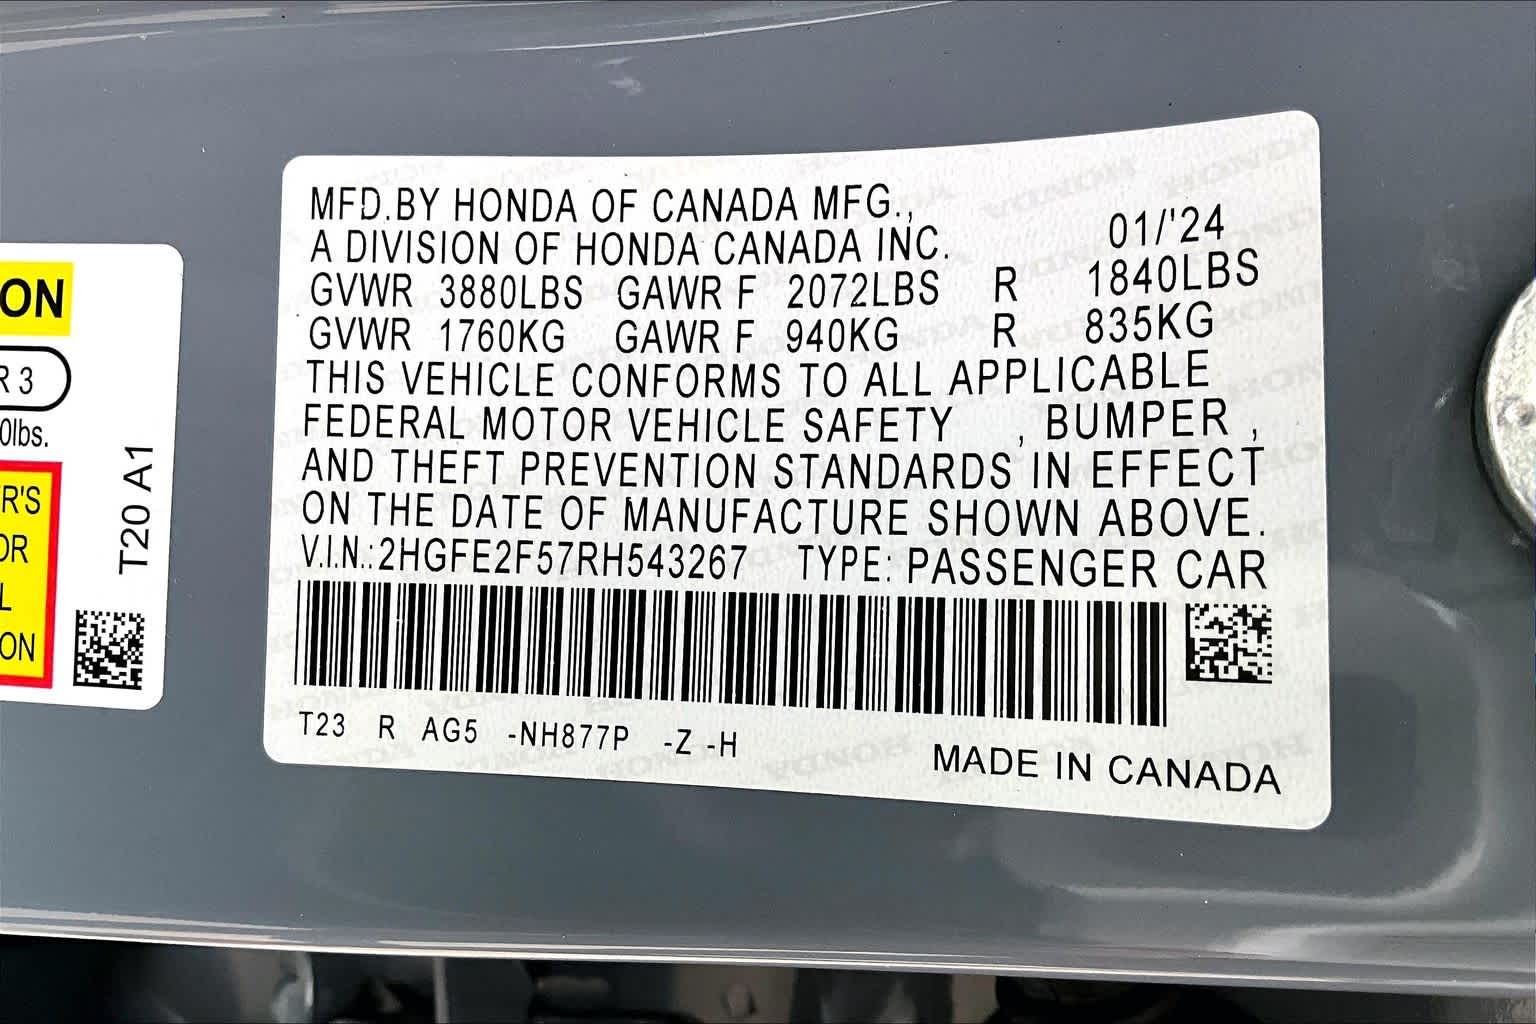 ON
R 3
0lbs.
R'S
OR
L
ON
T20 A1
MFD.BY HONDA OF CANADA MFG.,
A DIVISION OF HONDA CANADA INC. 01/'24
GVWR 3880LBS GAWR F 2072LBS R 1840LBS
GVWR 1760KG GAWR F 940KG R 835KG
THIS VEHICLE CONFORMS TO ALL APPLICABLE
FEDERAL MOTOR VEHICLE SAFETY , BUMPER ,
AND THEFT PREVENTION STANDARDS IN EFFECT
ON THE DATE OF MANUFACTURE SHOWN ABOVE.
V.I.N.:2HGFE2F57RH543267 TYPE: PASSENGER CAR
T23 R AG5 -NH877P -Z -H
MADE IN CANADA